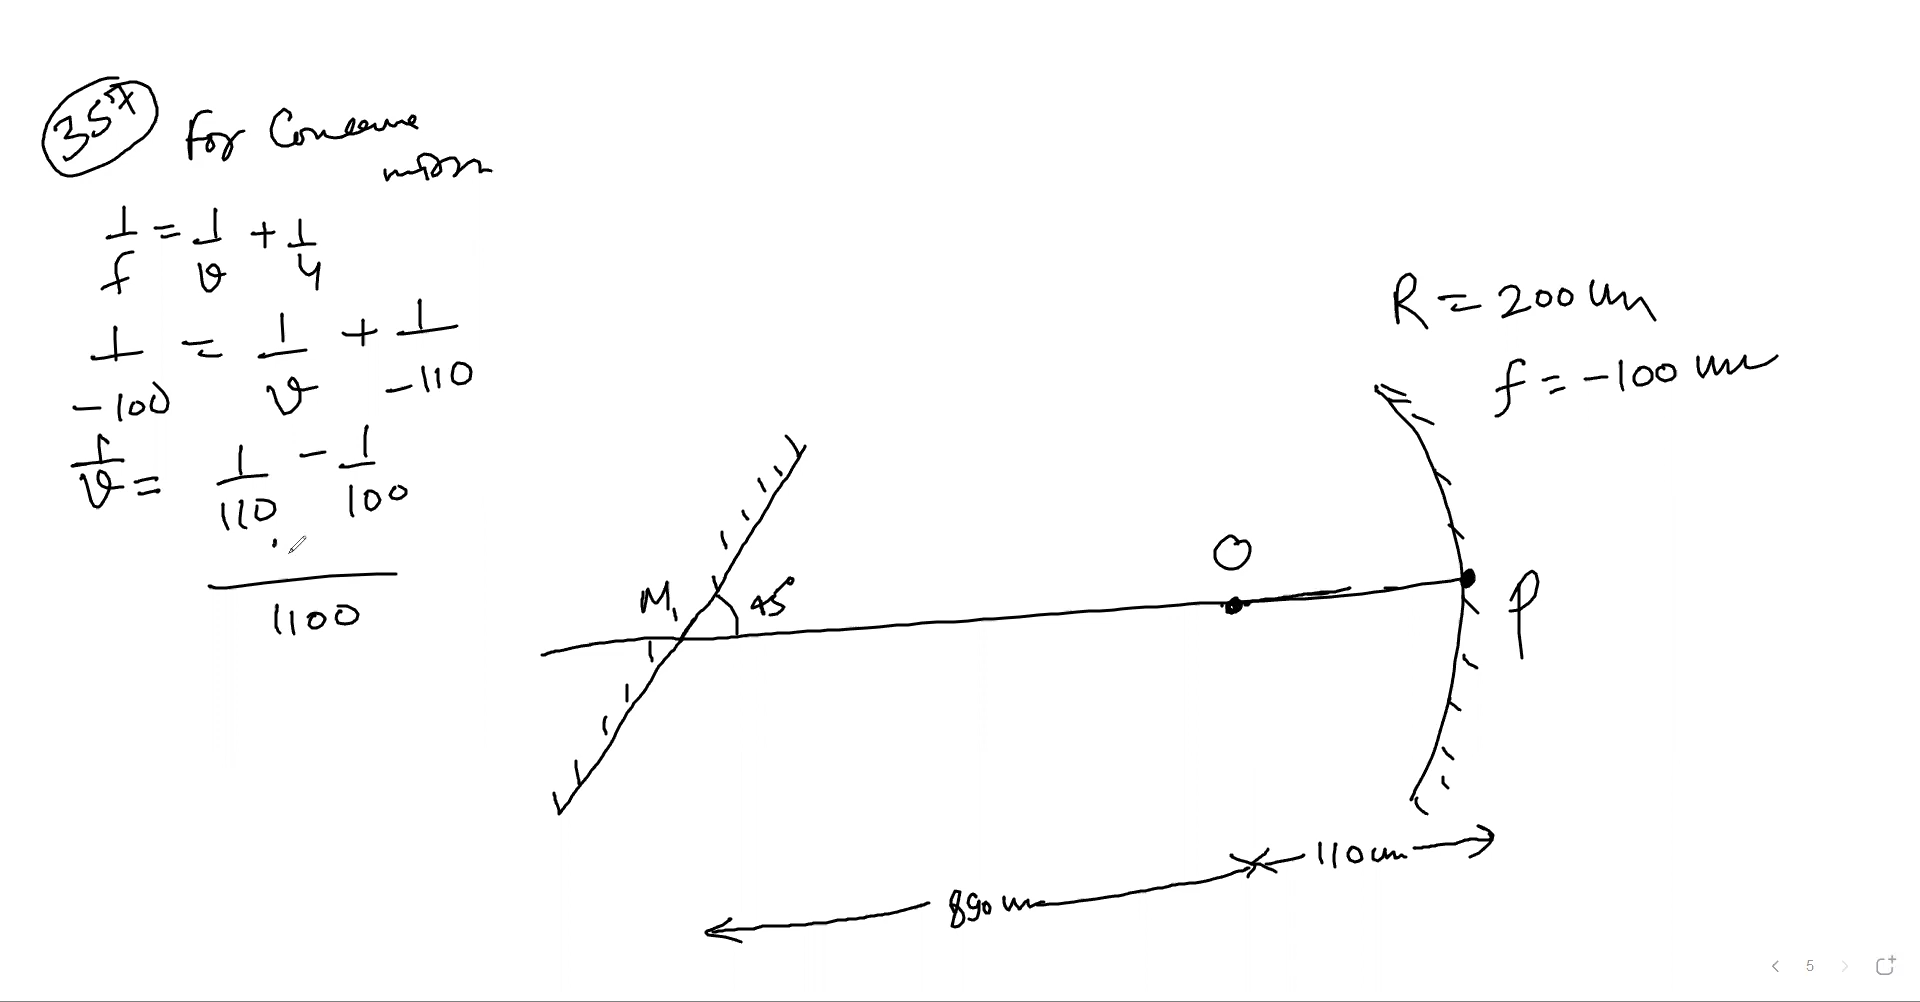 35*
For Concave
mirror
1/f = 1/v + 1/u
1/-100 = 1/v + 1/-110
1/v = 1/110 - 1/100
1100
R = 200 cm
f = -100 cm
M1
45°
O
P
110 cm
890 cm
5